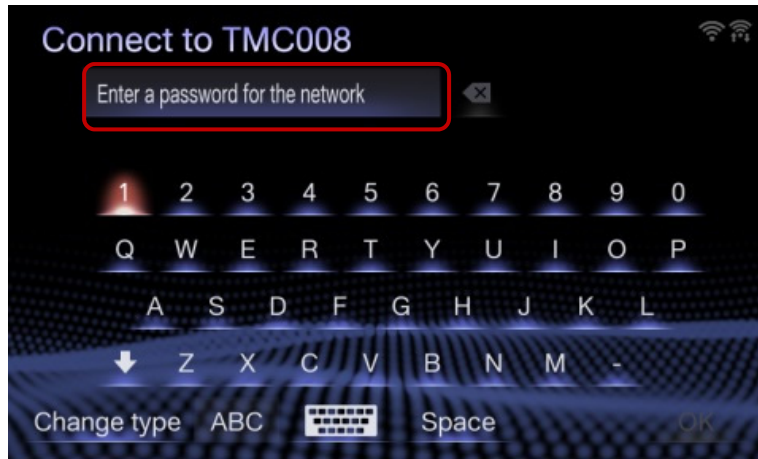 Connect to TMC008
Enter a password for the network
1 2 3 4 5 6 7 8 9 0
Q W E R T Y U I O P
A S D F G H J K L
Z X C V B N M -
Change type ABC Space OK